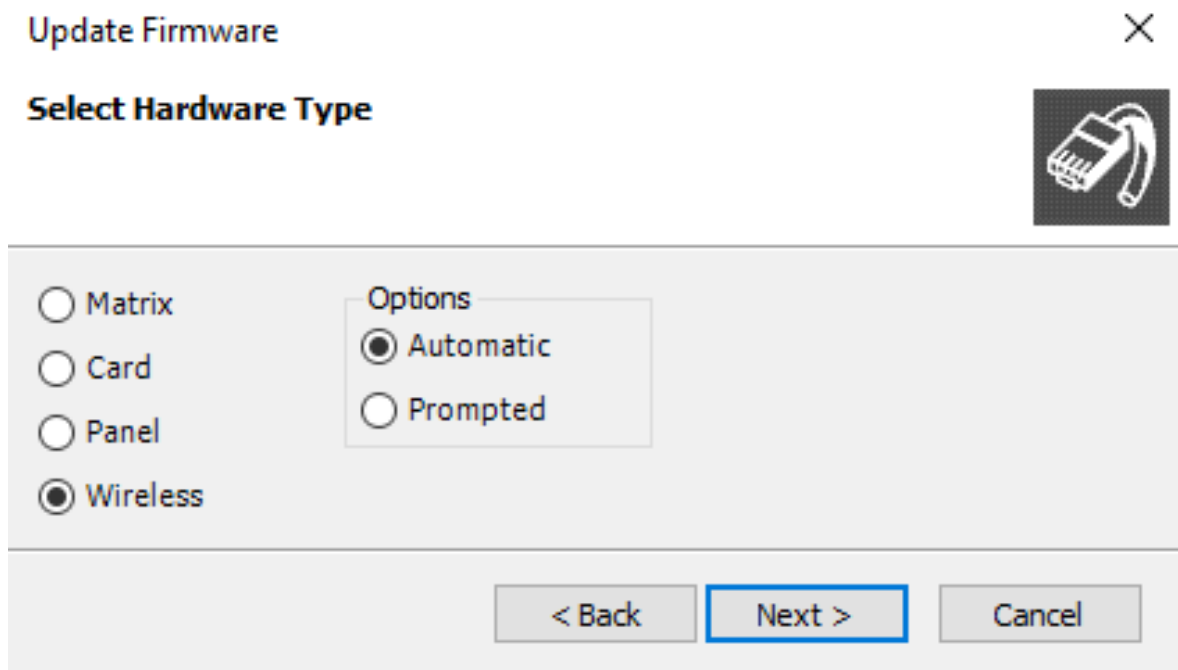 Update Firmware
Select Hardware Type
Matrix
Card
Panel
Wireless
Options
Automatic
Prompted
< Back
Next >
Cancel